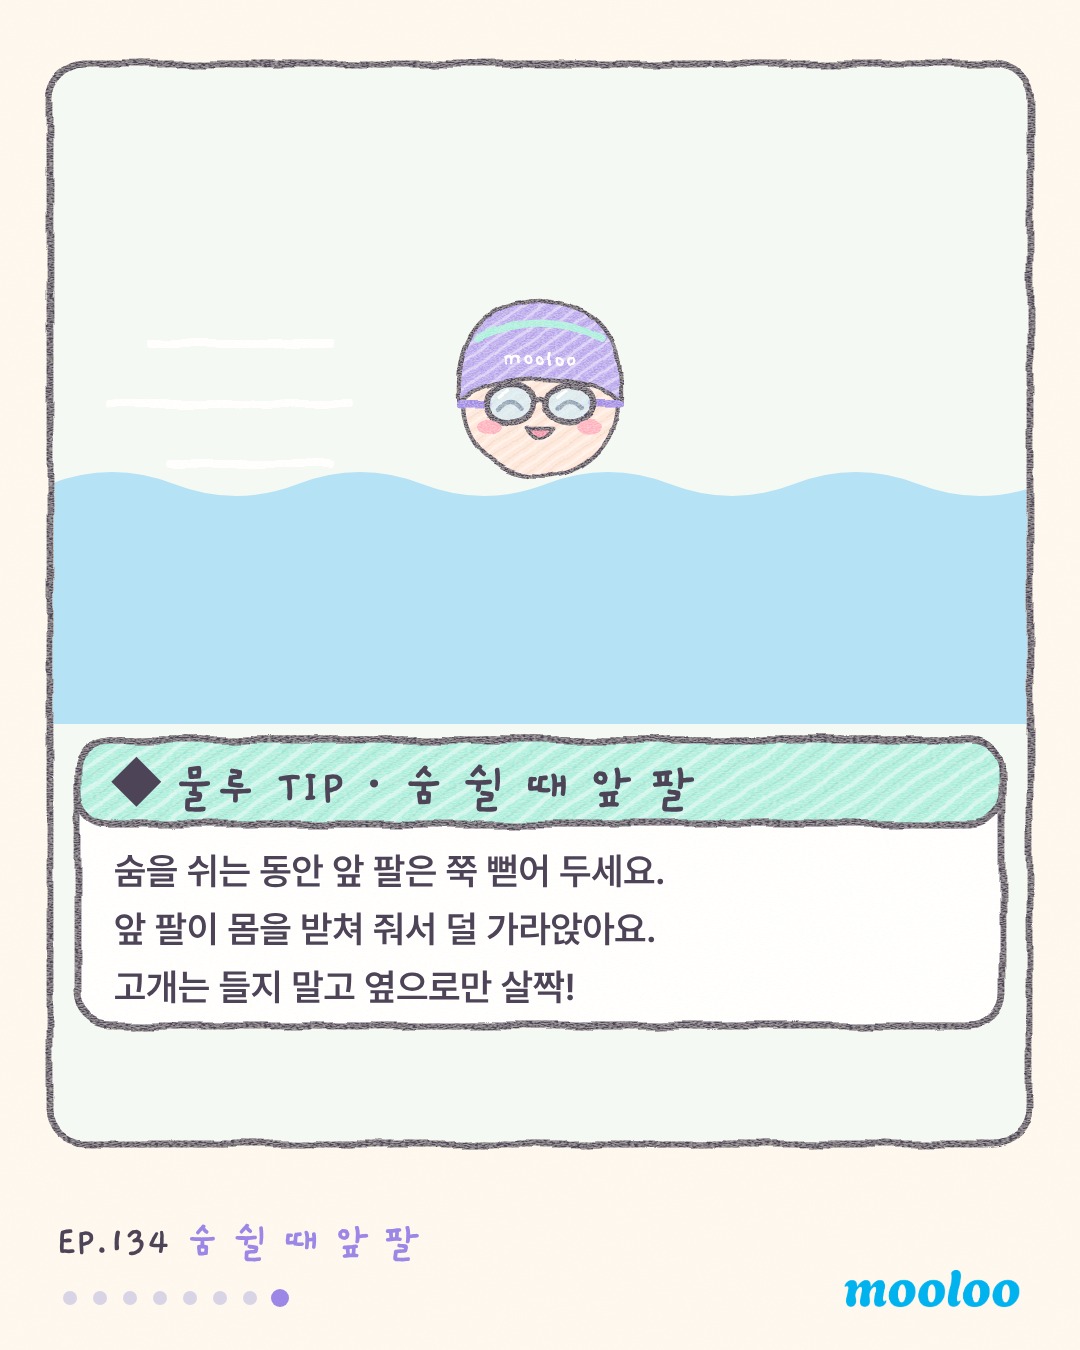 mooloo
◆ 물루 TIP · 숨 쉴 때 앞 팔
숨을 쉬는 동안 앞 팔은 쭉 뻗어 두세요.
앞 팔이 몸을 받쳐 줘서 덜 가라앉아요.
고개는 들지 말고 옆으로만 살짝!
EP.134 숨 쉴 때 앞 팔
mooloo